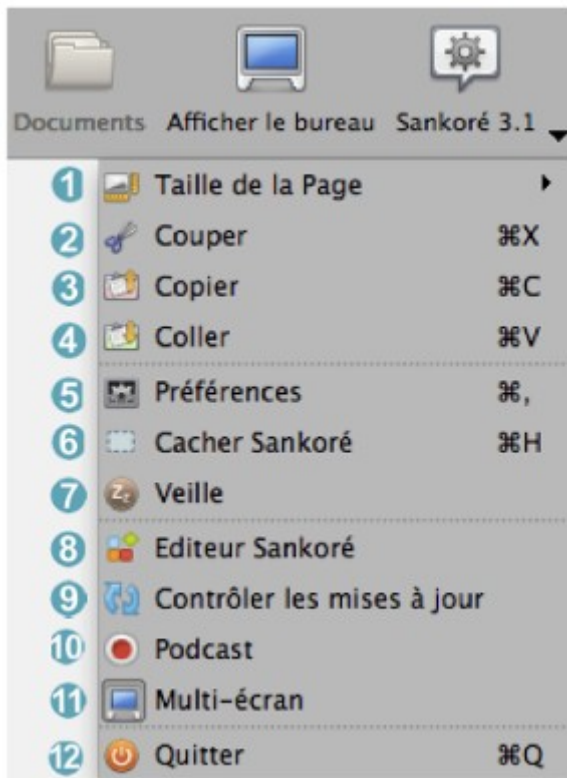 Documents Afficher le bureau Sankoré 3.1
1 Taille de la Page
2 Couper ⌘X
3 Copier ⌘C
4 Coller ⌘V
5 Préférences ⌘,
6 Cacher Sankoré ⌘H
7 Zz Veille
8 Editeur Sankoré
9 Contrôler les mises à jour
10 Podcast
11 Multi-écran
12 Quitter ⌘Q